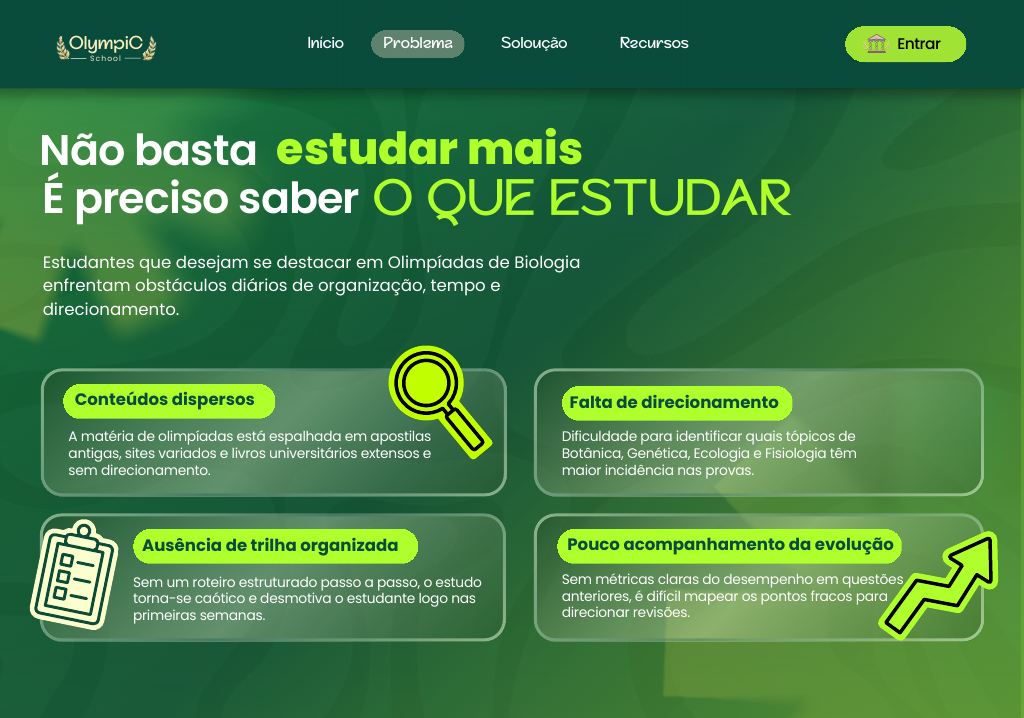 OlympiC
School
Início
Problema
Soloução
Recursos
Entrar
Não basta estudar mais
É preciso saber O QUE ESTUDAR
Estudantes que desejam se destacar em Olimpíadas de Biologia
enfrentam obstáculos diários de organização, tempo e
direcionamento.
Conteúdos dispersos
A matéria de olimpíadas está espalhada em apostilas
antigas, sites variados e livros universitários extensos e
sem direcionamento.
Falta de direcionamento
Dificuldade para identificar quais tópicos de
Botânica, Genética, Ecologia e Fisiologia têm
maior incidência nas provas.
Ausência de trilha organizada
Sem um roteiro estruturado passo a passo, o estudo
torna-se caótico e desmotiva o estudante logo nas
primeiras semanas.
Pouco acompanhamento da evolução
Sem métricas claras do desempenho em questões
anteriores, é difícil mapear os pontos fracos para
direcionar revisões.